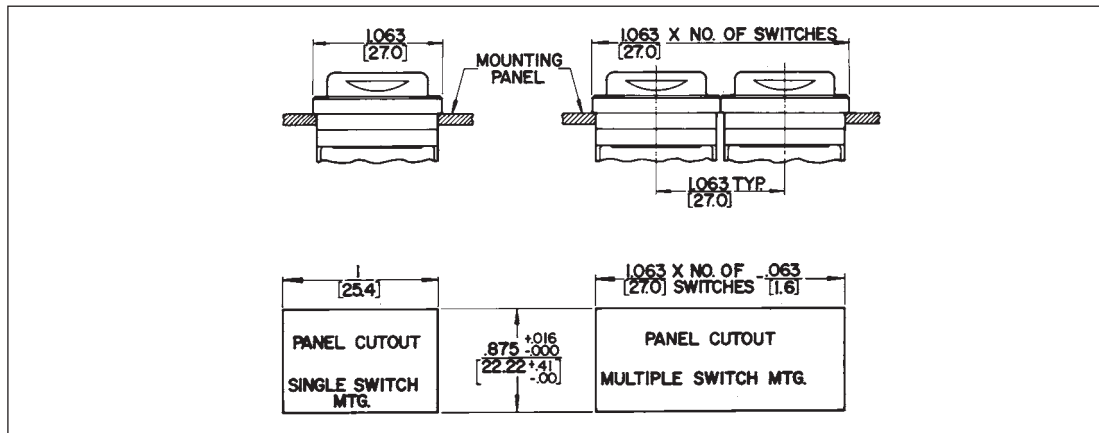 1.063
[27.0]
MOUNTING
PANEL
1.063 X NO. OF SWITCHES
[27.0]
1.063 TYP.
[27.0]
1
[25.4]
PANEL CUTOUT
SINGLE SWITCH
MTG.
.875 +.016 -.000
[22.22 +.41 -.00]
1.063 X NO. OF - .063
[27.0] SWITCHES [1.6]
PANEL CUTOUT
MULTIPLE SWITCH MTG.